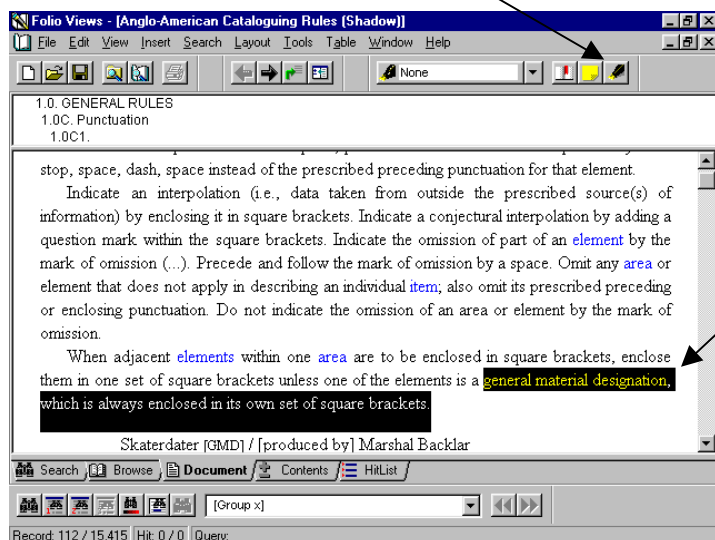 Folio Views - [Anglo-American Cataloguing Rules (Shadow)]
File Edit View Insert Search Layout Tools Table Window Help
None
1.0. GENERAL RULES
1.0C. Punctuation
1.0C1.
stop, space, dash, space instead of the prescribed preceding punctuation for that element.
Indicate an interpolation (i.e., data taken from outside the prescribed source(s) of
information) by enclosing it in square brackets. Indicate a conjectural interpolation by adding a
question mark within the square brackets. Indicate the omission of part of an element by the
mark of omission (...). Precede and follow the mark of omission by a space. Omit any area or
element that does not apply in describing an individual item; also omit its prescribed preceding
or enclosing punctuation. Do not indicate the omission of an area or element by the mark of
omission.
When adjacent elements within one area are to be enclosed in square brackets, enclose
them in one set of square brackets unless one of the elements is a general material designation,
which is always enclosed in its own set of square brackets.
Skaterdater [GMD] / [produced by] Marshal Backlar
Search Browse Document Contents HitList
[Group x]
Record: 112 / 15,415 Hit: 0 / 0 Query: